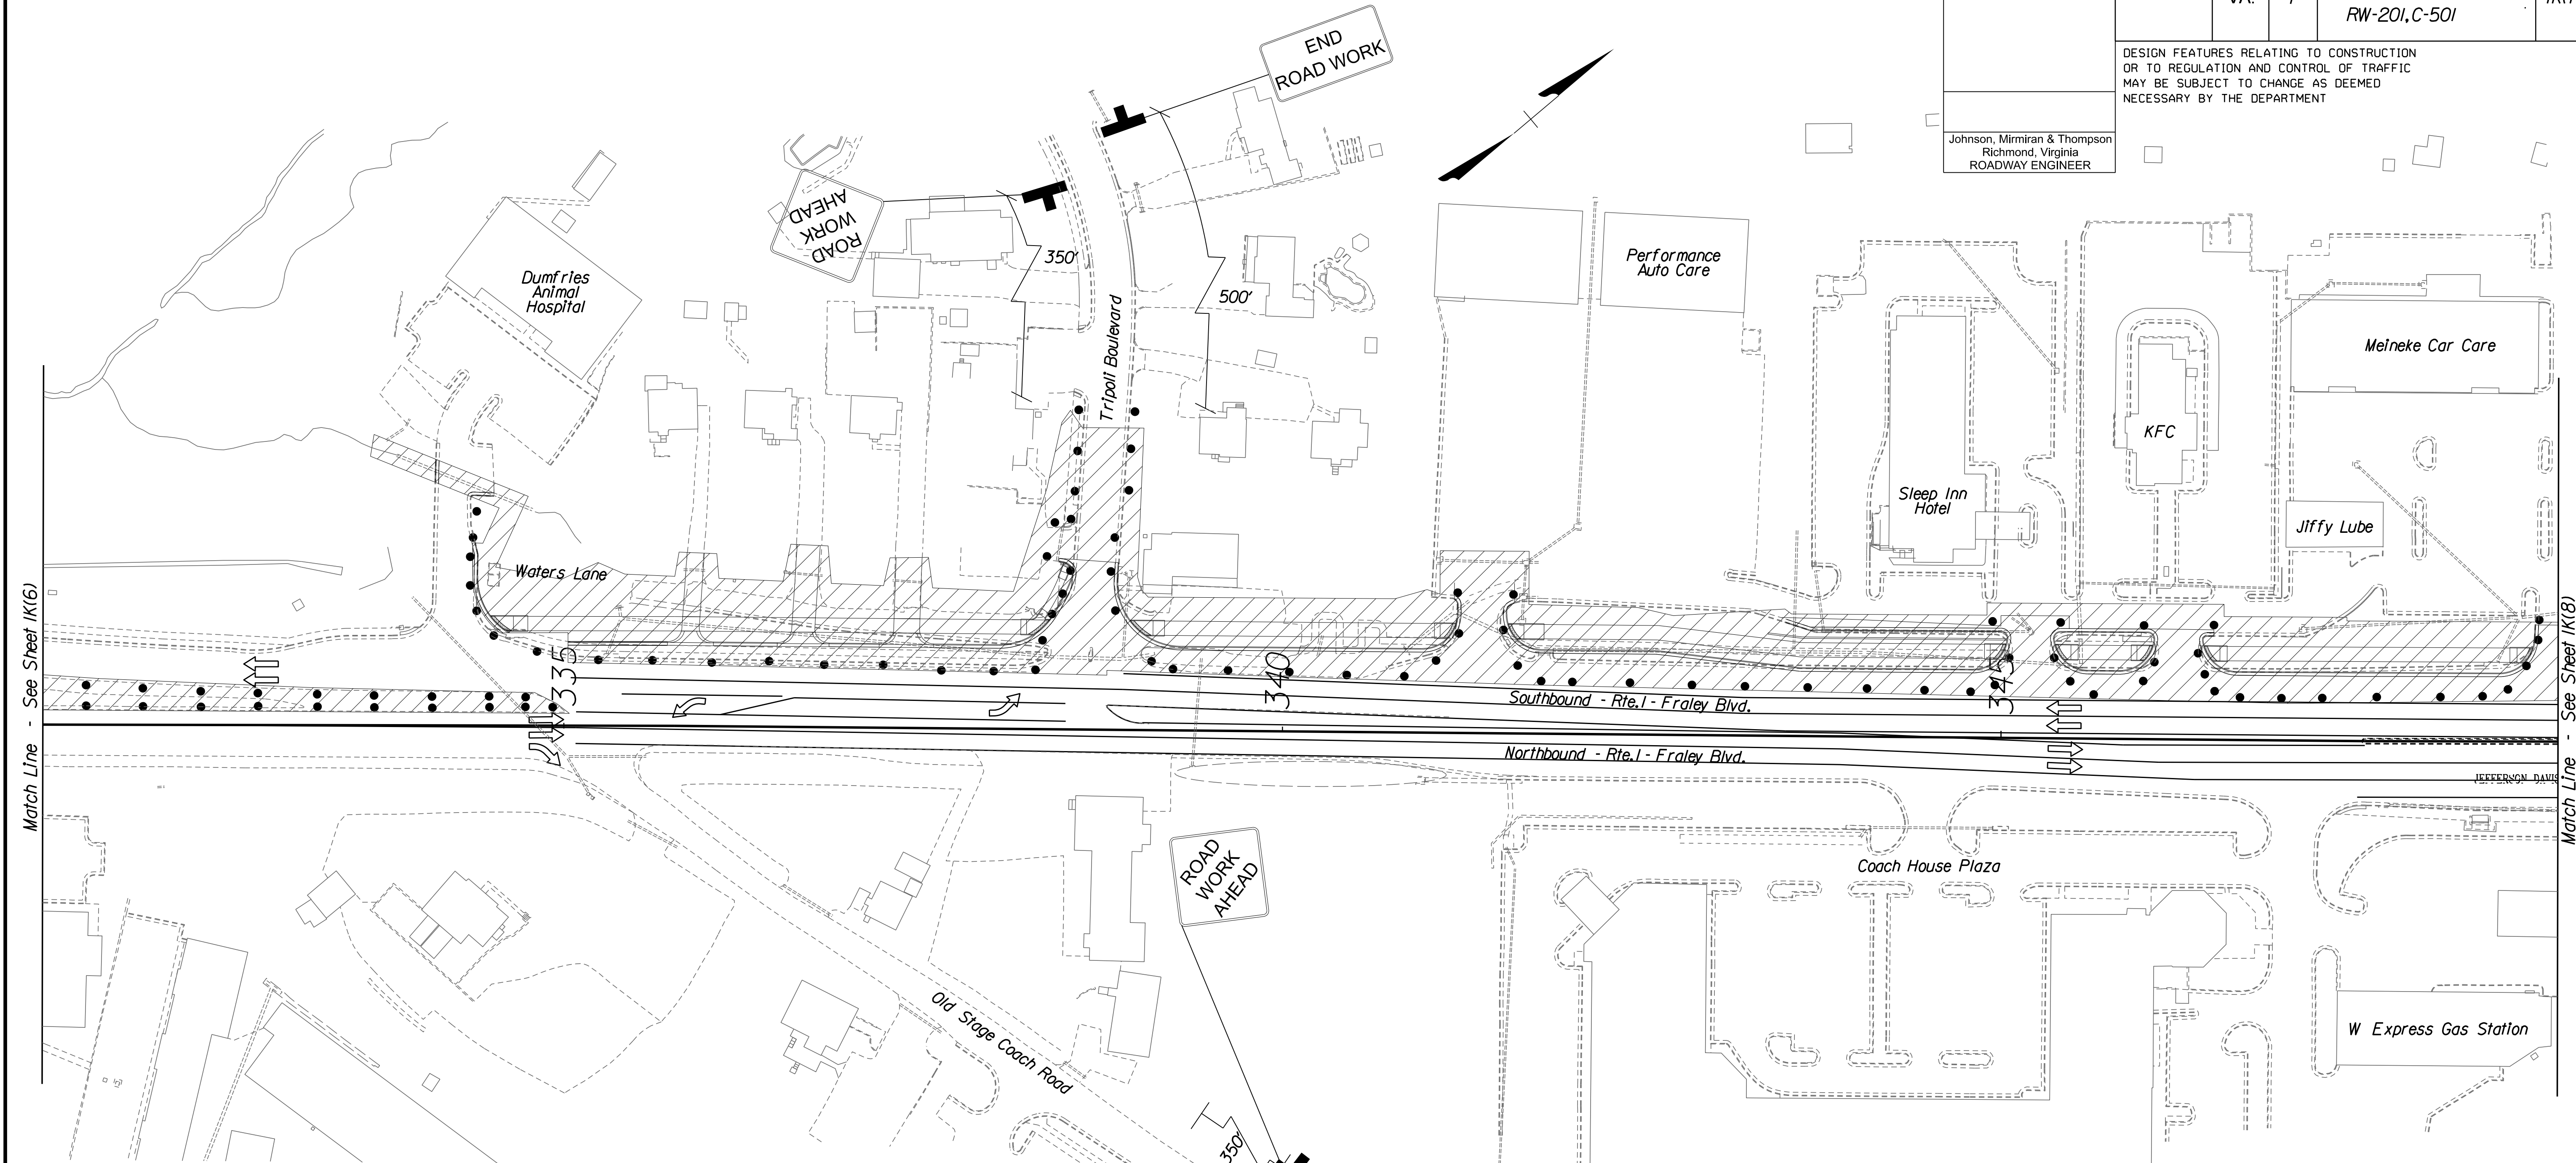 VA.
1
RW-201,C-501
DESIGN FEATURES RELATING TO CONSTRUCTION
OR TO REGULATION AND CONTROL OF TRAFFIC
MAY BE SUBJECT TO CHANGE AS DEEMED
NECESSARY BY THE DEPARTMENT
Johnson, Mirmiran & Thompson
Richmond, Virginia
ROADWAY ENGINEER
END
ROAD WORK
ROAD
WORK
AHEAD
350'
500'
Tripoli Boulevard
Dumfries
Animal
Hospital
Performance
Auto Care
Meineke Car Care
KFC
Sleep Inn
Hotel
Jiffy Lube
Waters Lane
Match Line - See Sheet 1K(6)
335
340
345
Southbound - Rte.1 - Fraley Blvd.
Northbound - Rte.1 - Fraley Blvd.
JEFFERSON DAVIS
Match Line - See Sheet 1K(8)
ROAD
WORK
AHEAD
Coach House Plaza
Old Stage Coach Road
W Express Gas Station
350'